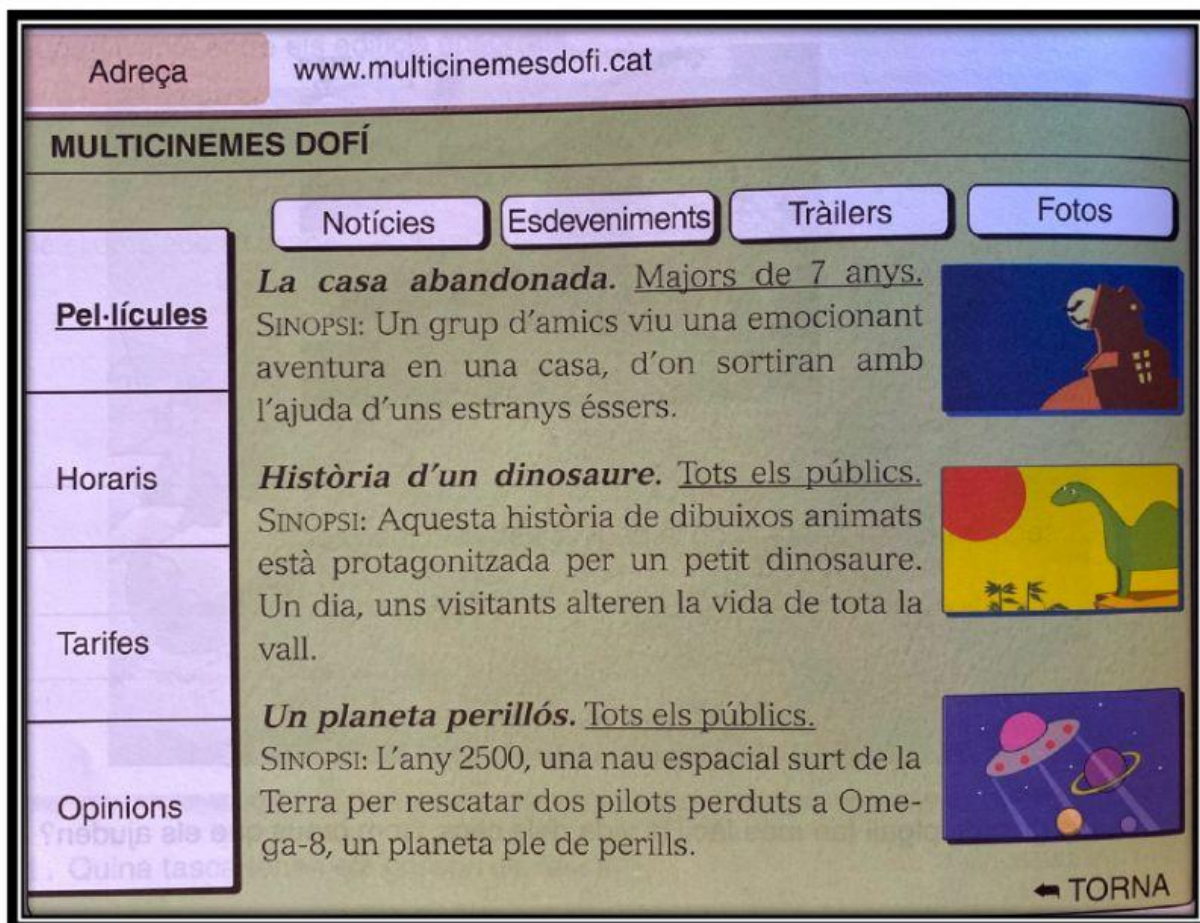 Adreça
www.multicinemesdofi.cat
MULTICINEMES DOFÍ
Notícies
Esdeveniments
Tràilers
Fotos
Pel·lícules
Horaris
Tarifes
Opinions
La casa abandonada. Majors de 7 anys.
SINOPSI: Un grup d'amics viu una emocionant
aventura en una casa, d'on sortiran amb
l'ajuda d'uns estranys éssers.
Història d'un dinosaure. Tots els públics.
SINOPSI: Aquesta història de dibuixos animats
està protagonitzada per un petit dinosaure.
Un dia, uns visitants alteren la vida de tota la
vall.
Un planeta perillós. Tots els públics.
SINOPSI: L'any 2500, una nau espacial surt de la
Terra per rescatar dos pilots perduts a Ome-
ga-8, un planeta ple de perills.
TORNA